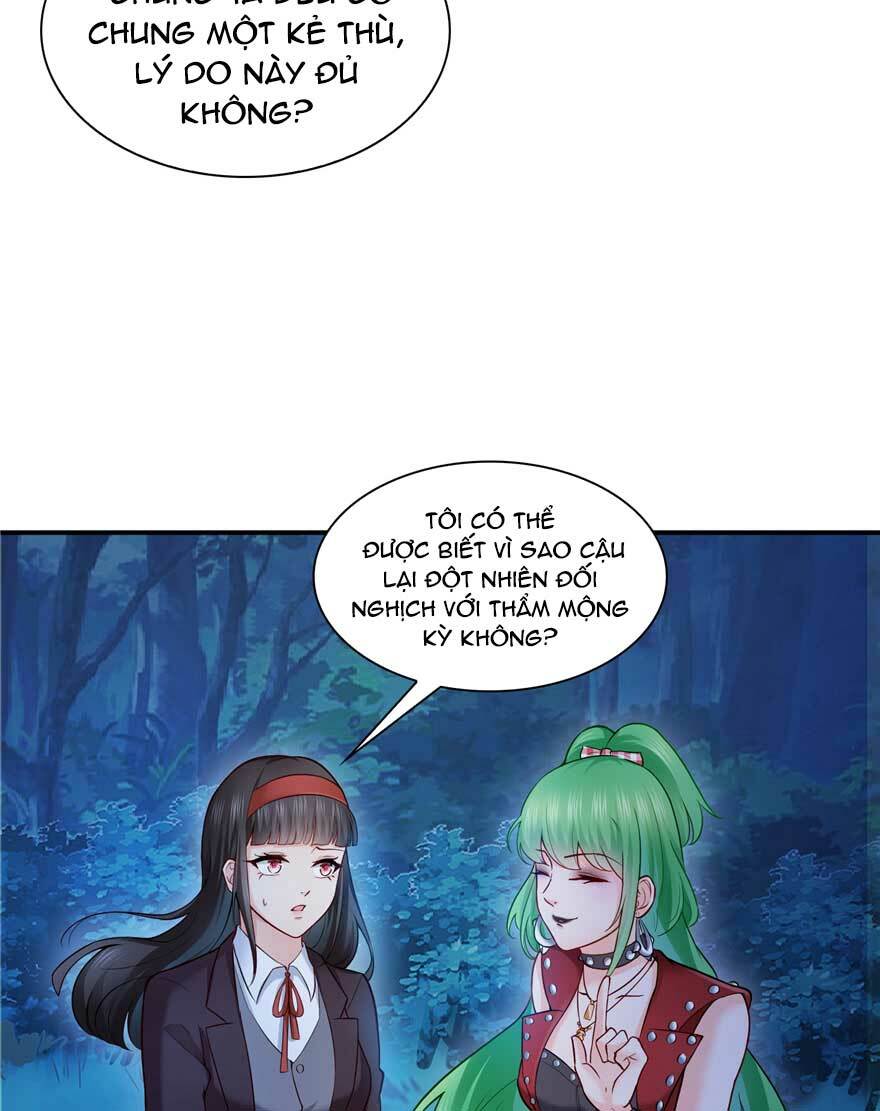 CHUNG MỘT KẺ THÙ,
LÝ DO NÀY ĐỦ
KHÔNG?
TÔI CÓ THỂ
ĐƯỢC BIẾT VÌ SAO CẬU
LẠI ĐỘT NHIÊN ĐỐI
NGHỊCH VỚI THẨM MỘNG
KỲ KHÔNG?